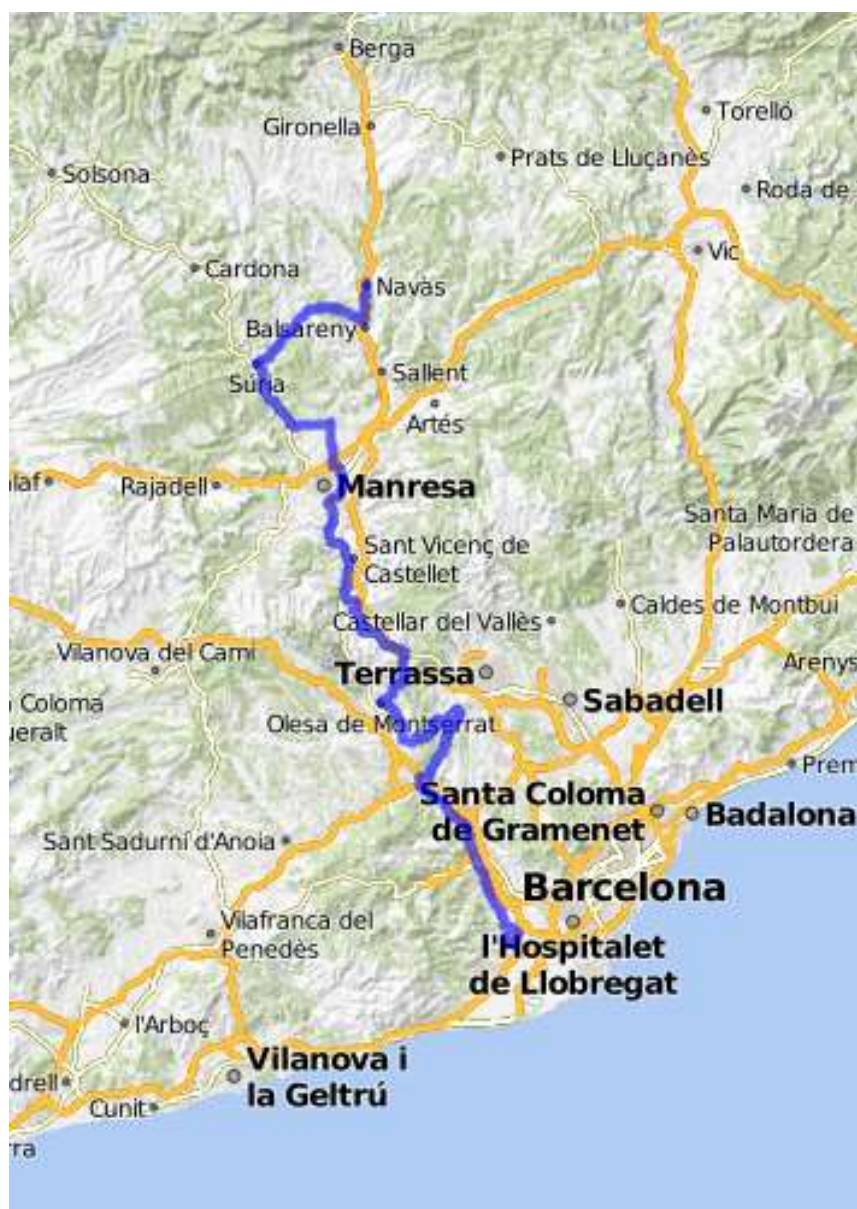 Berga
Torelló
Gironella
Prats de Lluçanès
Solsona
Roda de
Vic
Cardona
Navàs
Balsareny
Sallent
Súria
Artés
alaf
Rajadell
Manresa
Santa Maria de
Palautordera
Sant Vicenç de
Castellet
Caldes de Montbui
Castellar del Vallès
Vilanova del Camí
Arenys
Terrassa
Sabadell
a Coloma
ueralt
Olesa de Montserrat
Prem
Santa Coloma
de Gramenet
Badalona
Sant Sadurní d'Anoia
Barcelona
Vilafranca del
Penedès
l'Hospitalet
de Llobregat
l'Arboç
Vilanova i
la Geltrú
drell
Cunit
rra